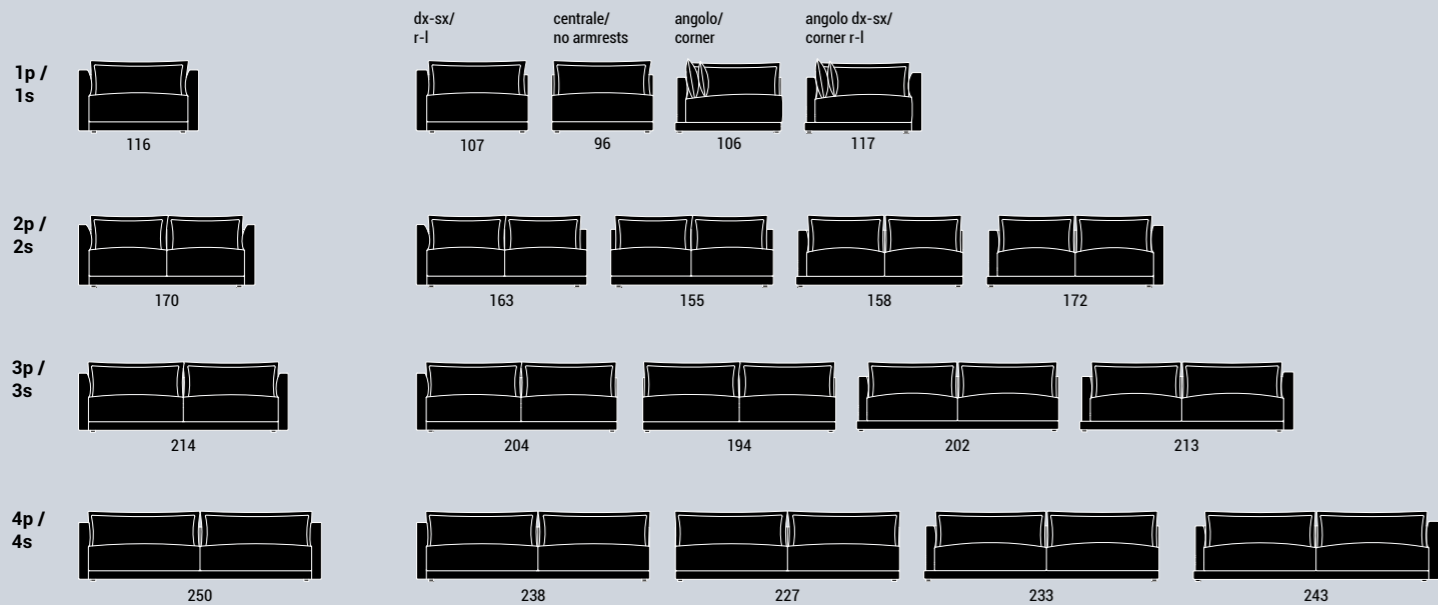 dx-sx/
r-l
centrale/
no armrests
angolo/
corner
angolo dx-sx/
corner r-l
1p /
1s
116
107
96
106
117
2p /
2s
170
163
155
158
172
3p /
3s
214
204
194
202
213
4p /
4s
250
238
227
233
243